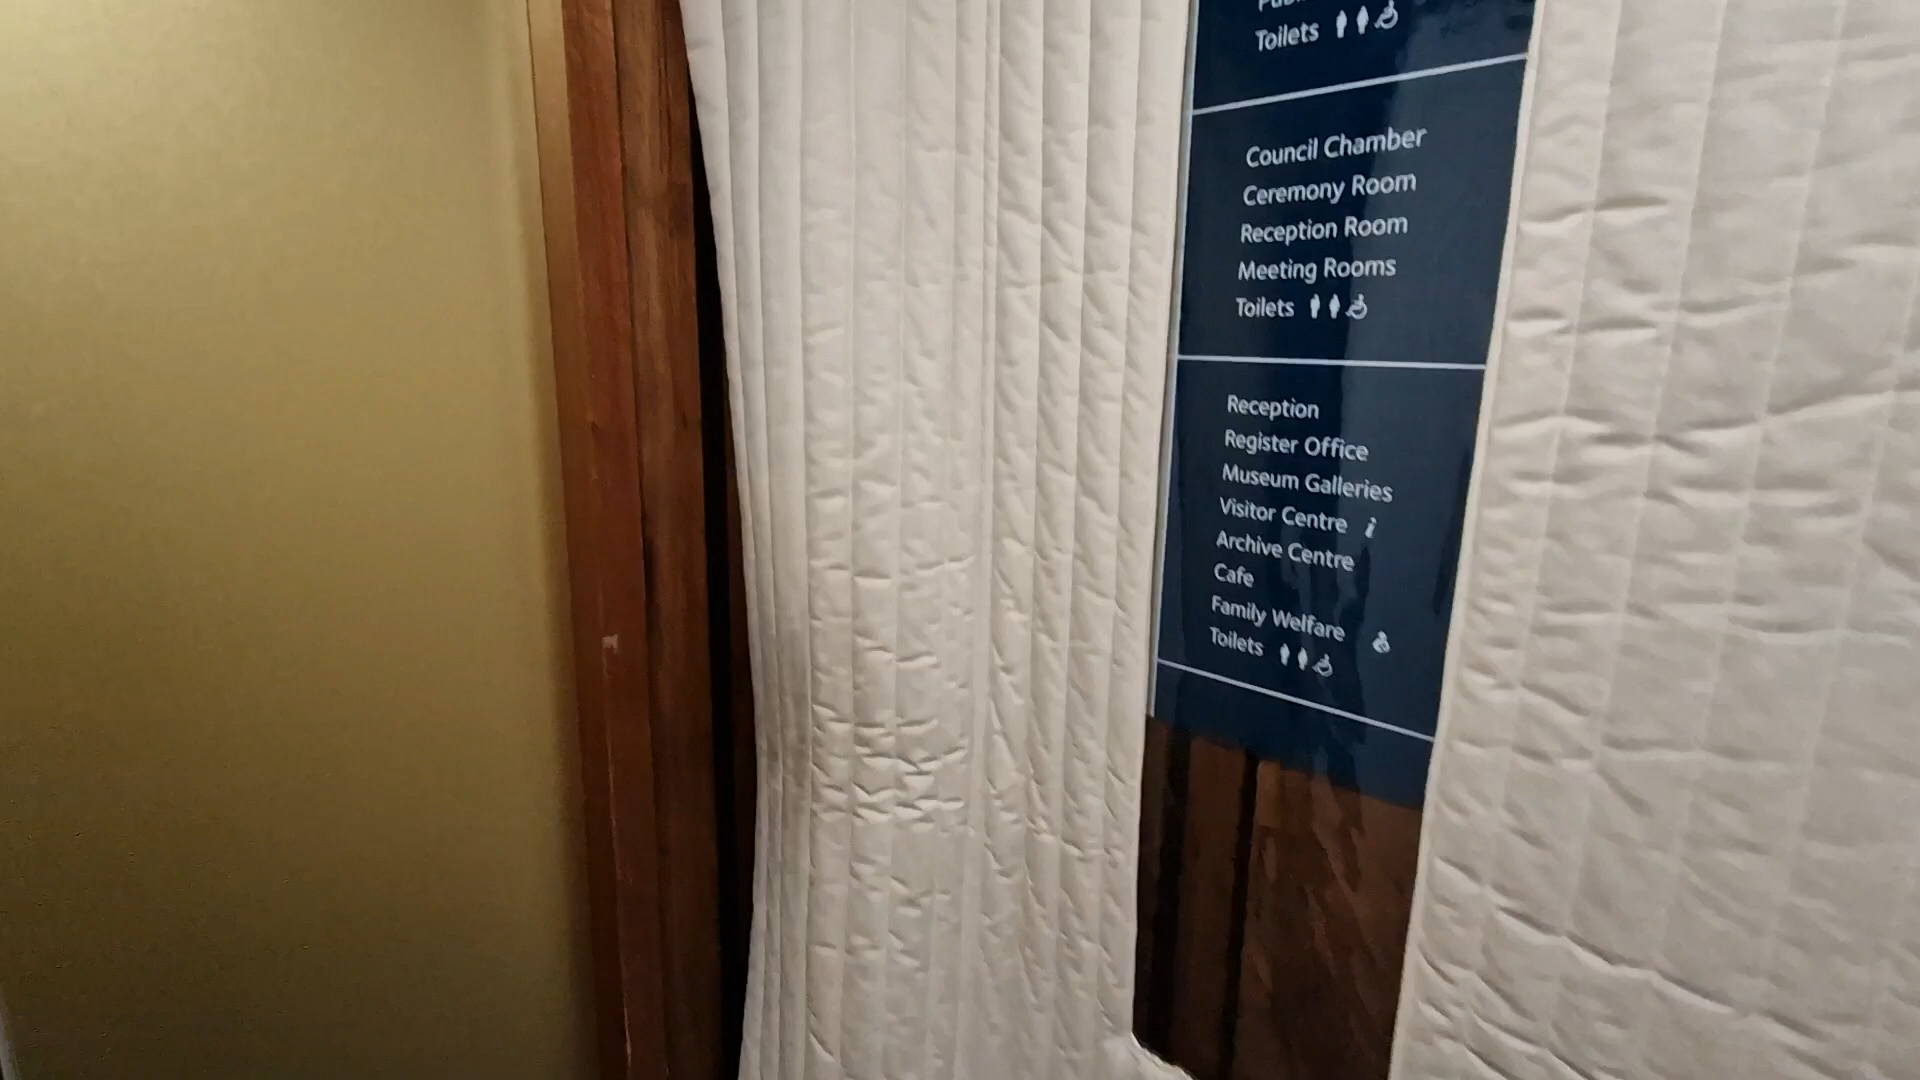 Toilets
Council Chamber
Ceremony Room
Reception Room
Meeting Rooms
Toilets
Reception
Register Office
Museum Galleries
Visitor Centre i
Archive Centre
Cafe
Family Welfare
Toilets